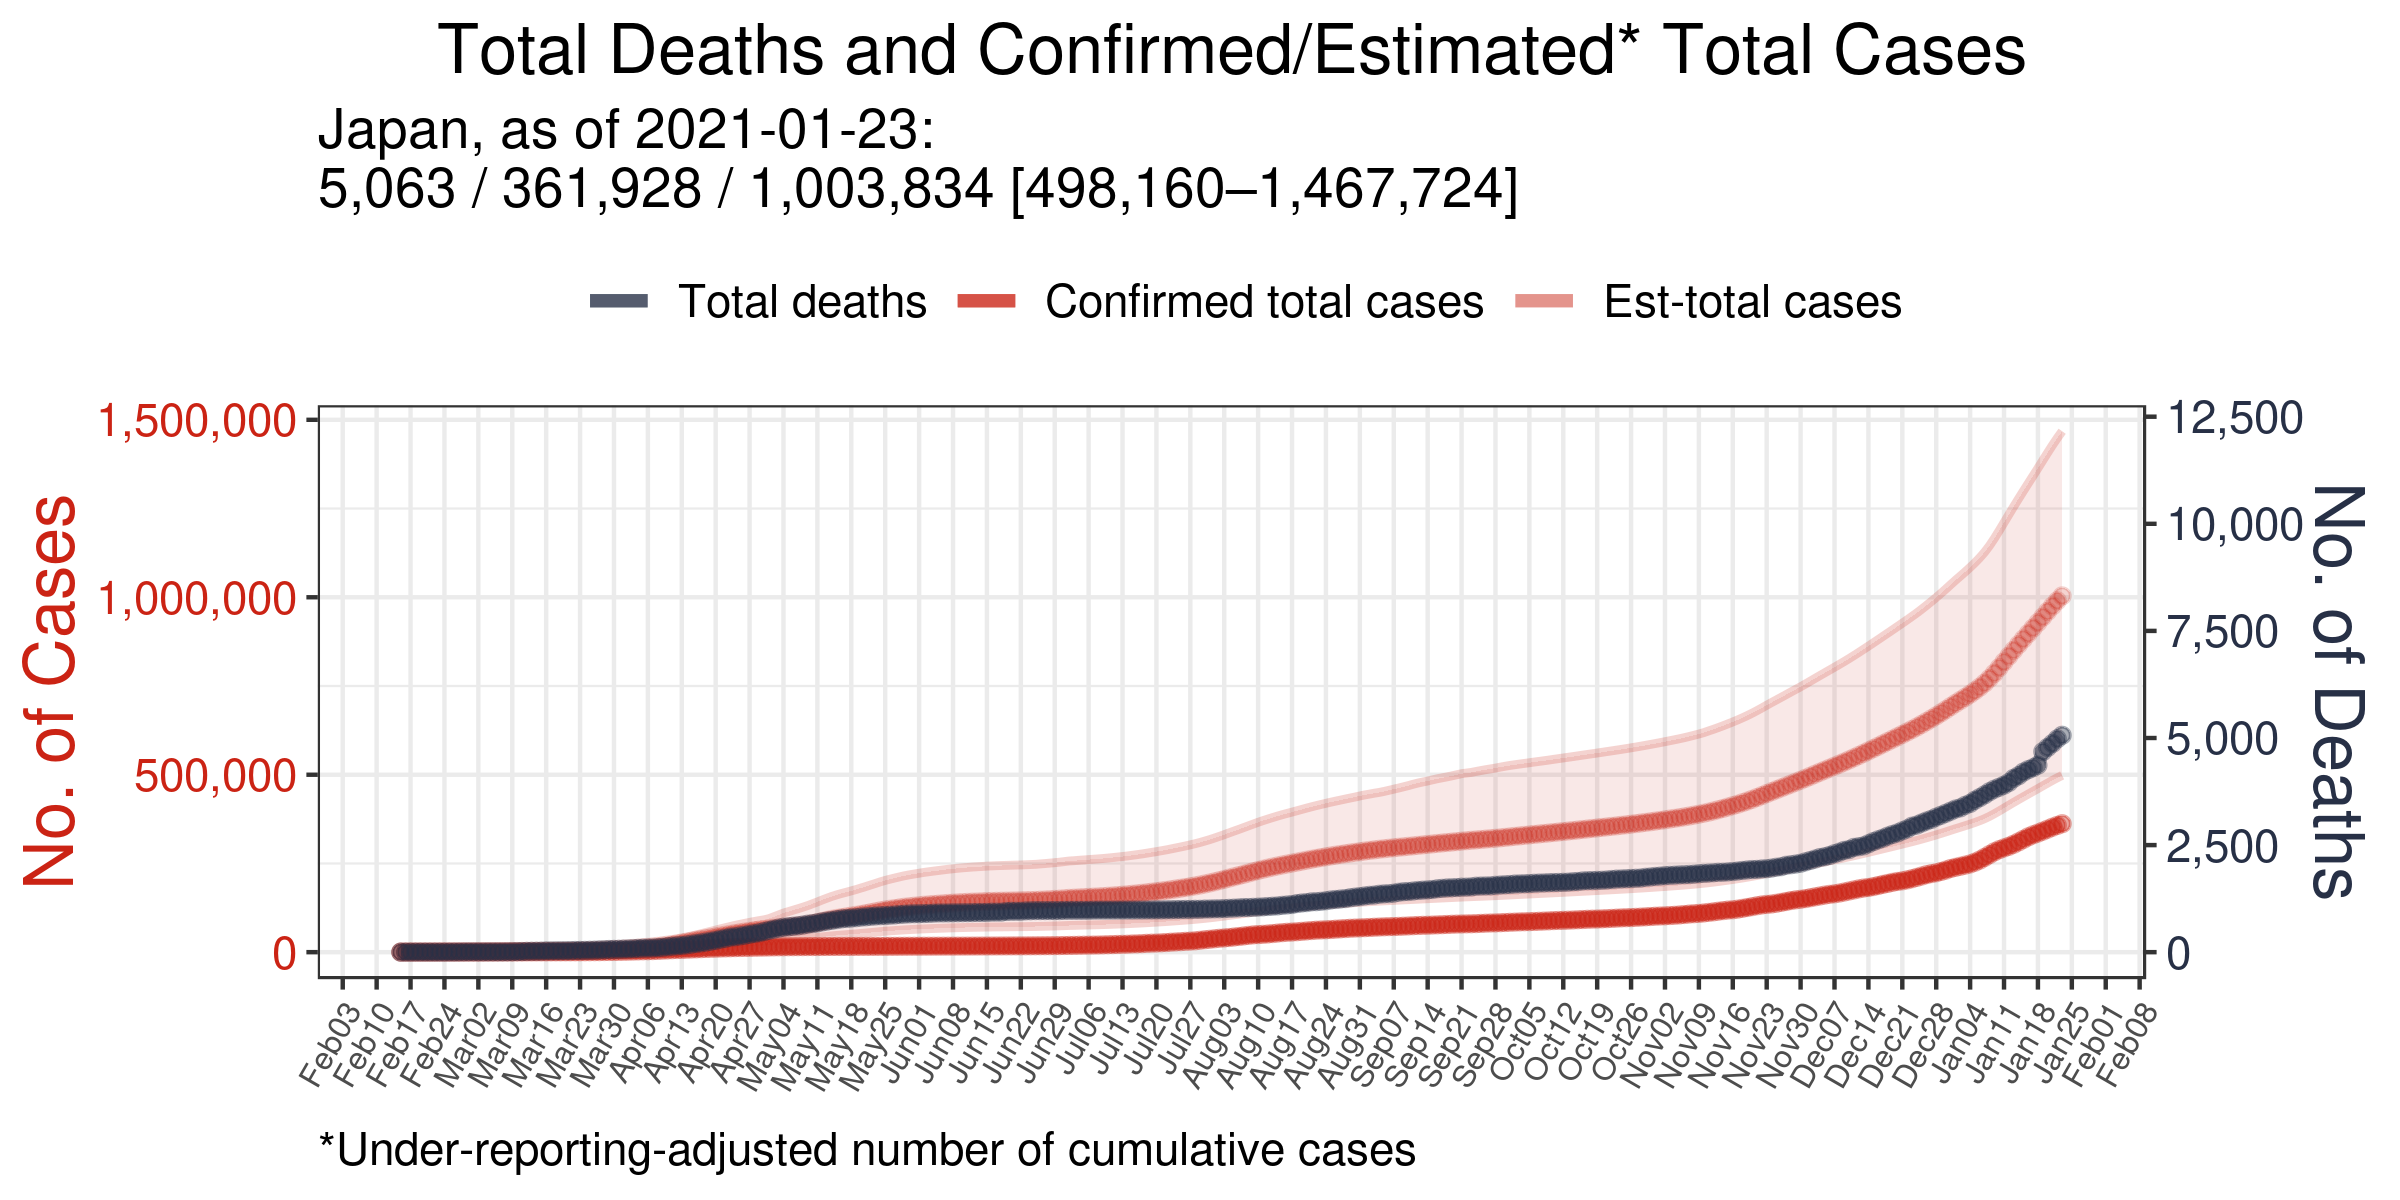 Total Deaths and Confirmed/Estimated* Total Cases
Japan, as of 2021-01-23:
5,063 / 361,928 / 1,003,834 [498,160–1,467,724]
Total deaths
Confirmed total cases
Est-total cases
No. of Cases
1,500,000
1,000,000
500,000
0
12,500
10,000
7,500
5,000
2,500
0
No. of Deaths
Feb03
Feb10
Feb17
Feb24
Mar02
Mar09
Mar16
Mar23
Mar30
Apr06
Apr13
Apr20
Apr27
May04
May11
May18
May25
Jun01
Jun08
Jun15
Jun22
Jun29
Jul06
Jul13
Jul20
Jul27
Aug03
Aug10
Aug17
Aug24
Aug31
Sep07
Sep14
Sep21
Sep28
Oct05
Oct12
Oct19
Oct26
Nov02
Nov09
Nov16
Nov23
Nov30
Dec07
Dec14
Dec21
Dec28
Jan04
Jan11
Jan18
Jan25
Feb01
Feb08
*Under-reporting-adjusted number of cumulative cases